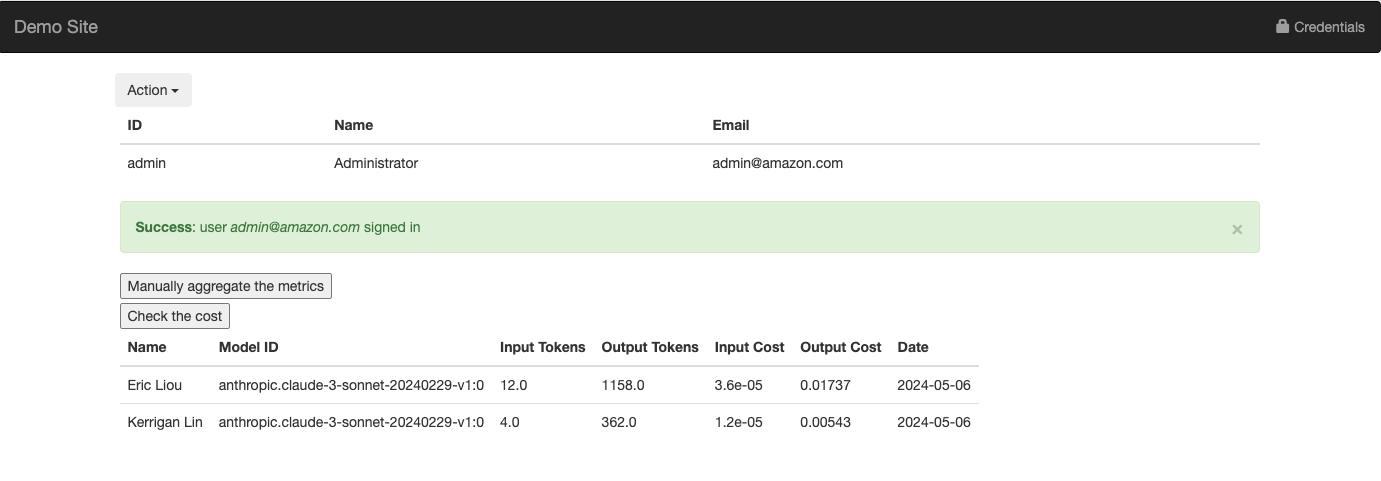 Demo Site Credentials
Action
ID Name Email
admin Administrator admin@amazon.com
Success: user admin@amazon.com signed in ×
Manually aggregate the metrics
Check the cost
Name Model ID Input Tokens Output Tokens Input Cost Output Cost Date
Eric Liou anthropic.claude-3-sonnet-20240229-v1:0 12.0 1158.0 3.6e-05 0.01737 2024-05-06
Kerrigan Lin anthropic.claude-3-sonnet-20240229-v1:0 4.0 362.0 1.2e-05 0.00543 2024-05-06